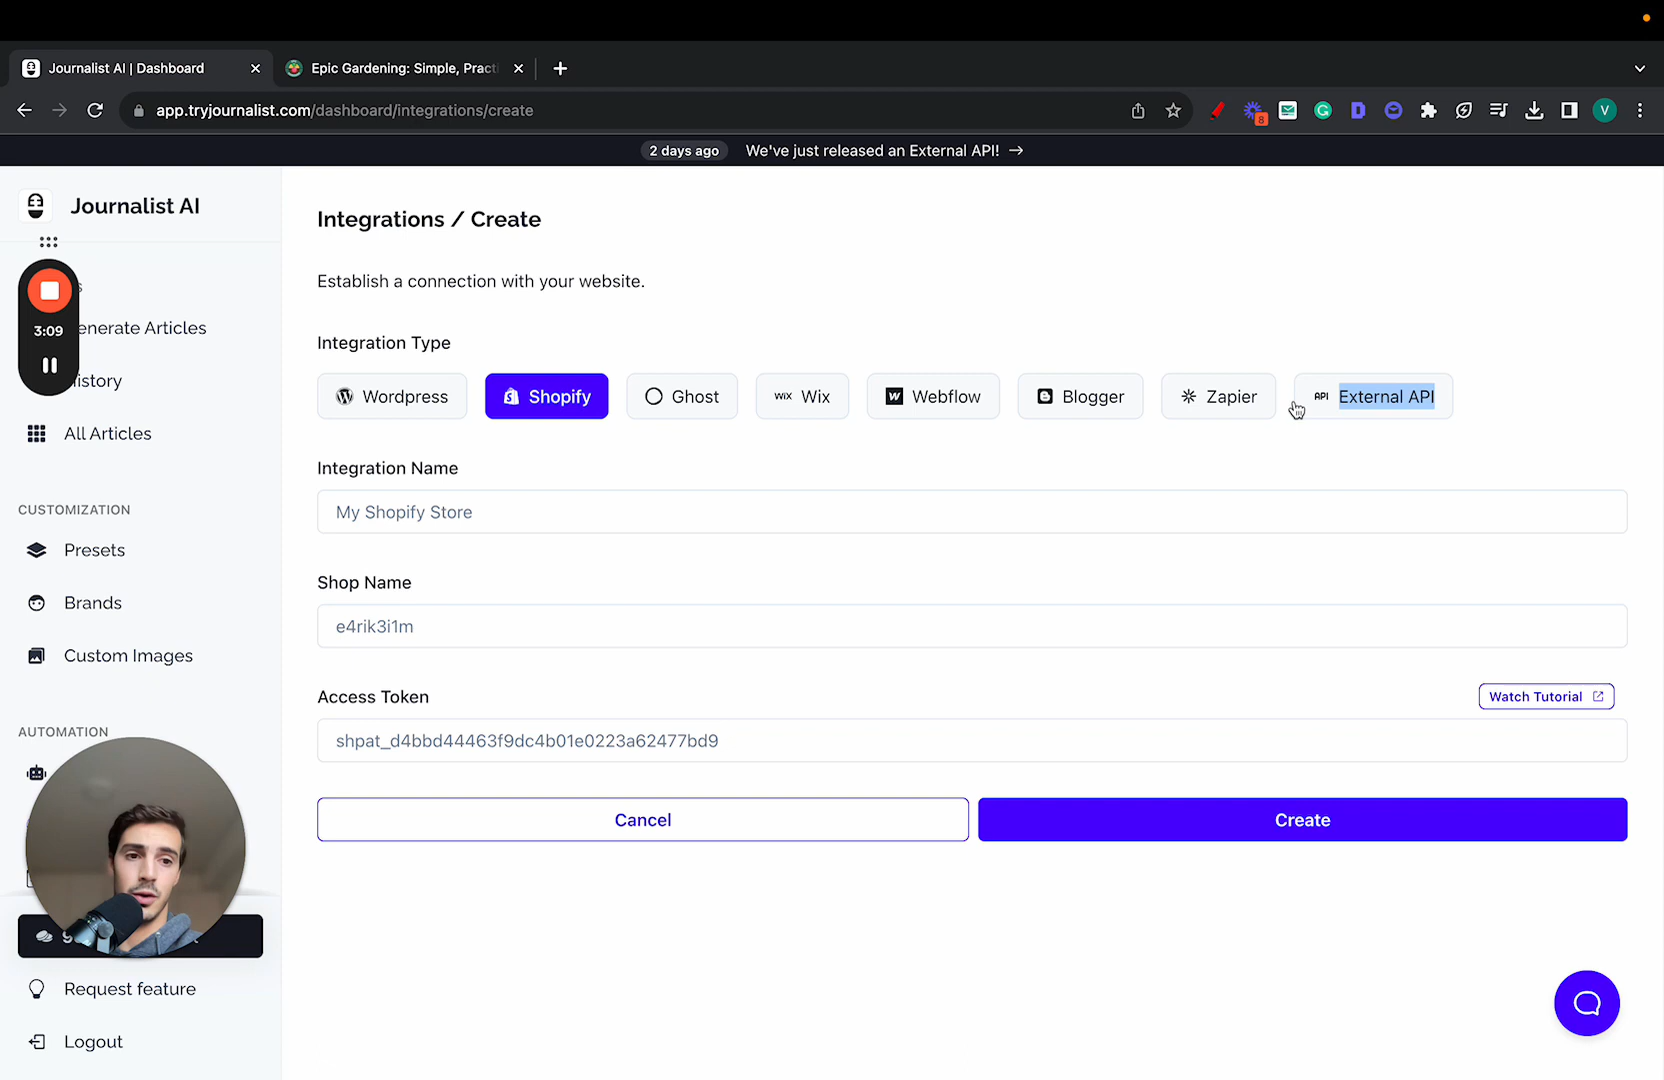 Journalist AI | Dashboard
Epic Gardening: Simple, Pract
app.tryjournalist.com/dashboard/integrations/create
8
V
2 days ago We've just released an External API! →
Journalist AI
Integrations / Create
Establish a connection with your website.
3:09
enerate Articles
istory
All Articles
Integration Type
Wordpress
Shopify
Ghost
WIX Wix
Webflow
Blogger
Zapier
API External API
Integration Name
My Shopify Store
CUSTOMIZATION
Presets
Brands
Custom Images
Shop Name
e4rik3i1m
Access Token
Watch Tutorial
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
AUTOMATION
Cancel
Create
Request feature
Logout